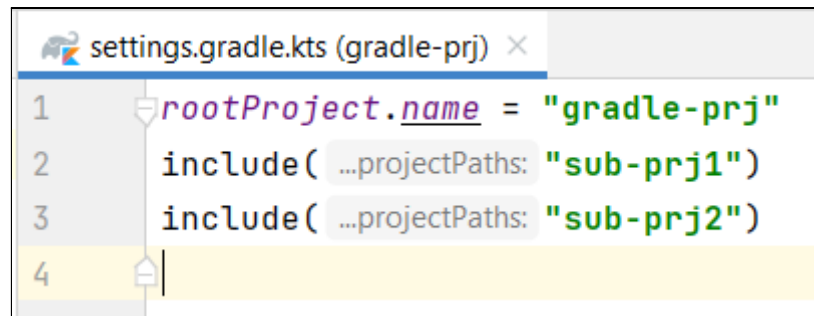 settings.gradle.kts (gradle-prj) ×
1 rootProject.name = "gradle-prj"
2 include( ...projectPaths: "sub-prj1")
3 include( ...projectPaths: "sub-prj2")
4